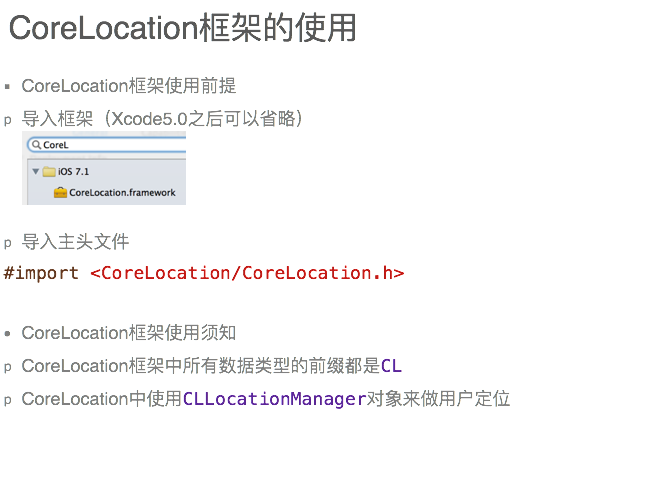 CoreLocation框架的使用
▪ CoreLocation框架使用前提
p 导入框架（Xcode5.0之后可以省略）
CoreL
iOS 7.1
CoreLocation.framework
p 导入主头文件
#import <CoreLocation/CoreLocation.h>
• CoreLocation框架使用须知
p CoreLocation框架中所有数据类型的前缀都是CL
p CoreLocation中使用CLLocationManager对象来做用户定位